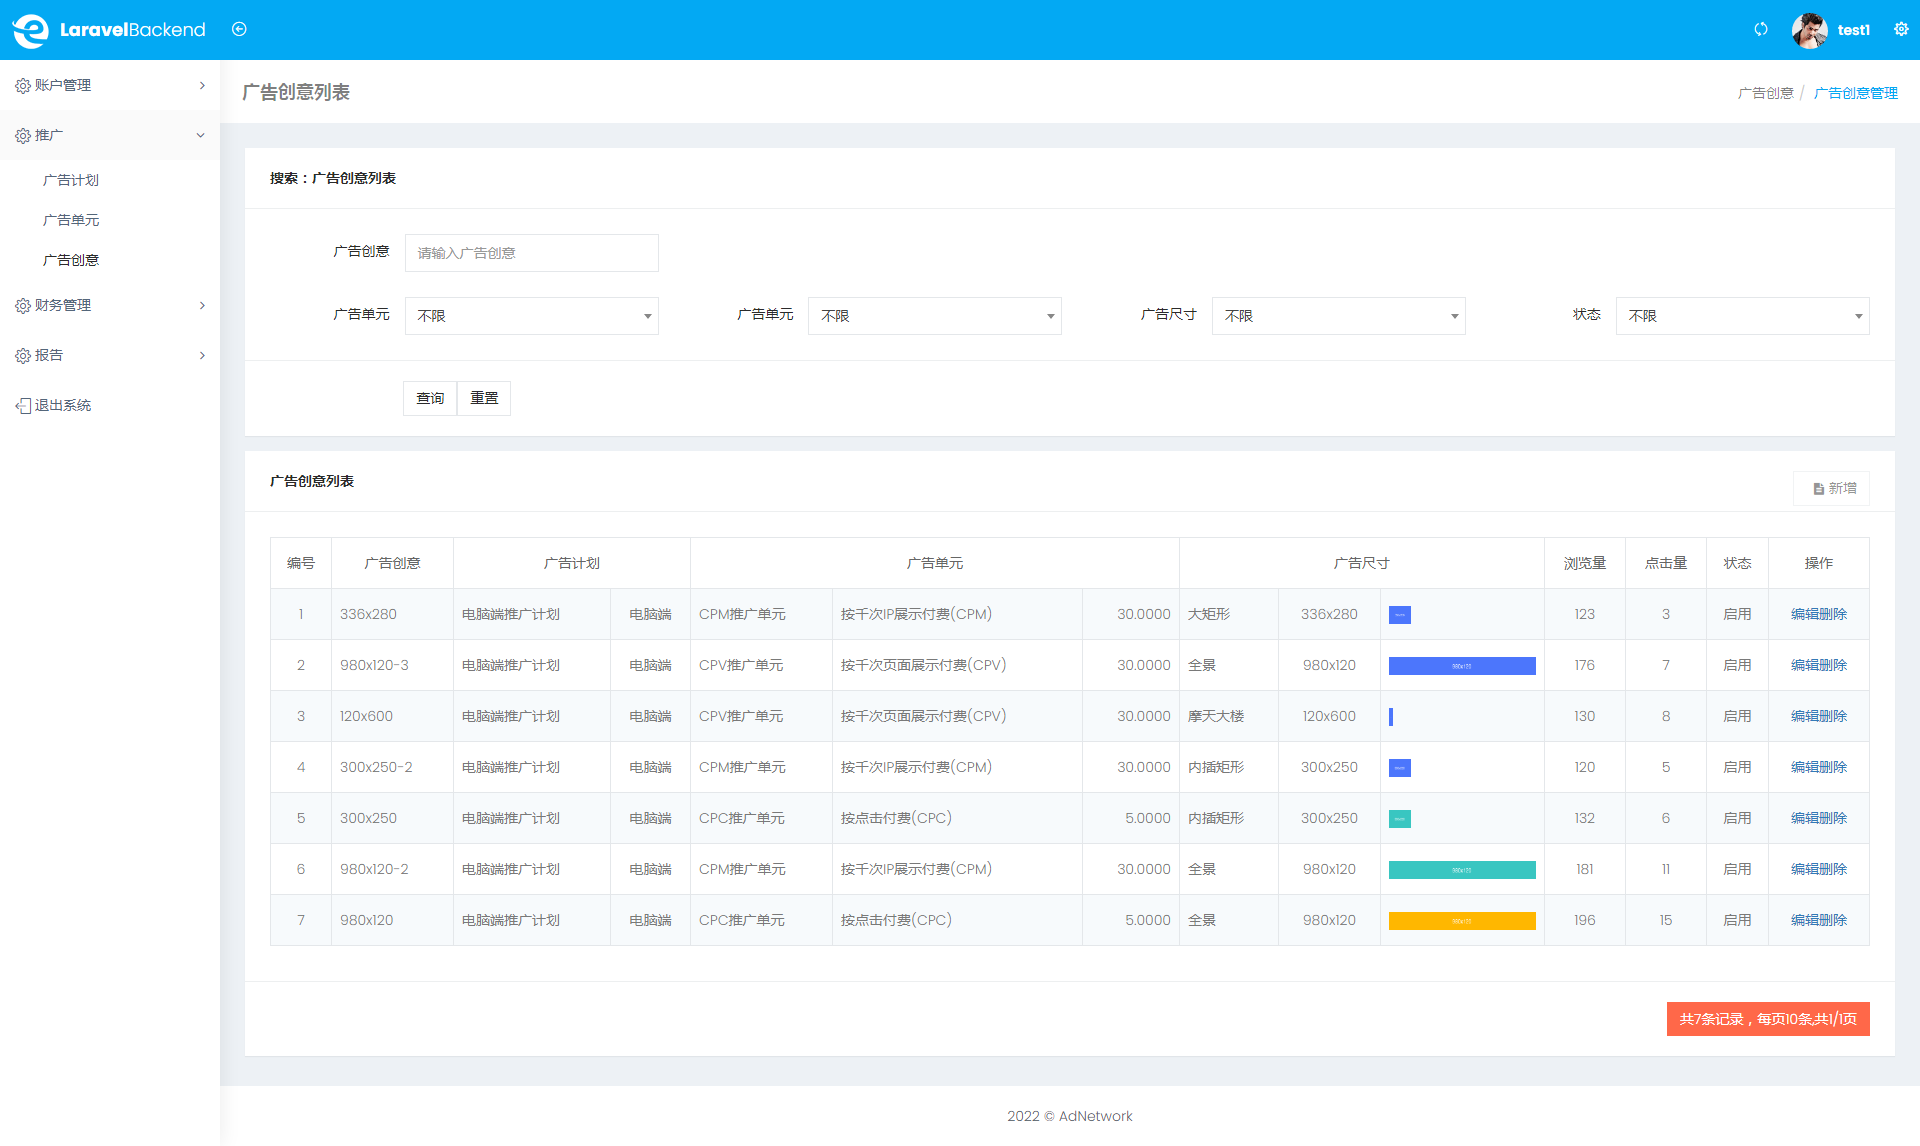 LaravelBackend
test1
账户管理
推广
广告计划
广告单元
广告创意
财务管理
报告
退出系统
广告创意列表
广告创意 / 广告创意管理
搜索：广告创意列表
广告创意 请输入广告创意
广告单元 不限 广告单元 不限 广告尺寸 不限 状态 不限
查询 重置
广告创意列表
新增
编号 广告创意 广告计划 广告单元 广告尺寸 浏览量 点击量 状态 操作
1 336x280 电脑端推广计划 电脑端 CPM推广单元 按千次IP展示付费(CPM) 30.0000 大矩形 336x280 123 3 启用 编辑删除
2 980x120-3 电脑端推广计划 电脑端 CPV推广单元 按千次页面展示付费(CPV) 30.0000 全景 980x120 980x120 176 7 启用 编辑删除
3 120x600 电脑端推广计划 电脑端 CPV推广单元 按千次页面展示付费(CPV) 30.0000 摩天大楼 120x600 130 8 启用 编辑删除
4 300x250-2 电脑端推广计划 电脑端 CPM推广单元 按千次IP展示付费(CPM) 30.0000 内插矩形 300x250 120 5 启用 编辑删除
5 300x250 电脑端推广计划 电脑端 CPC推广单元 按点击付费(CPC) 5.0000 内插矩形 300x250 132 6 启用 编辑删除
6 980x120-2 电脑端推广计划 电脑端 CPM推广单元 按千次IP展示付费(CPM) 30.0000 全景 980x120 980x120 181 11 启用 编辑删除
7 980x120 电脑端推广计划 电脑端 CPC推广单元 按点击付费(CPC) 5.0000 全景 980x120 980x120 196 15 启用 编辑删除
共7条记录，每页10条,共1/1页
2022 © AdNetwork